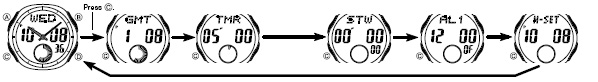 Press Ⓒ.
Ⓐ WED Ⓑ
10 08
36
Ⓒ Ⓓ
GMT
1 08
Ⓒ
TMR
05 00
Ⓒ
STW
00 00
00
Ⓒ
AL1
12 00
OF
Ⓒ
H-SET
10 08
Ⓒ